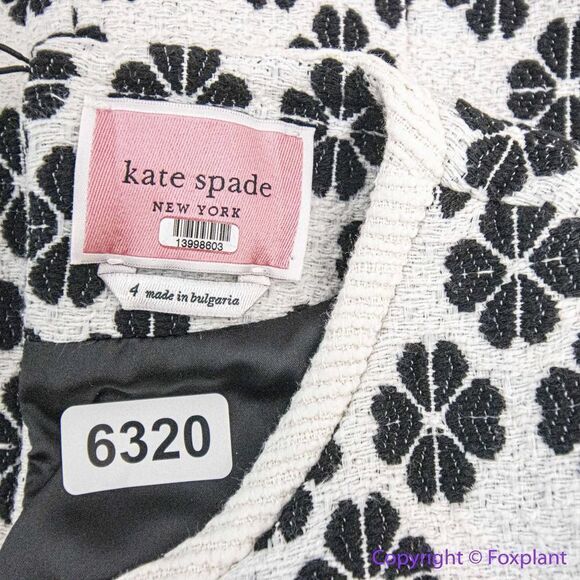 kate spade
NEW YORK
13998603
4 made in bulgaria
6320
Copyright © Foxplant